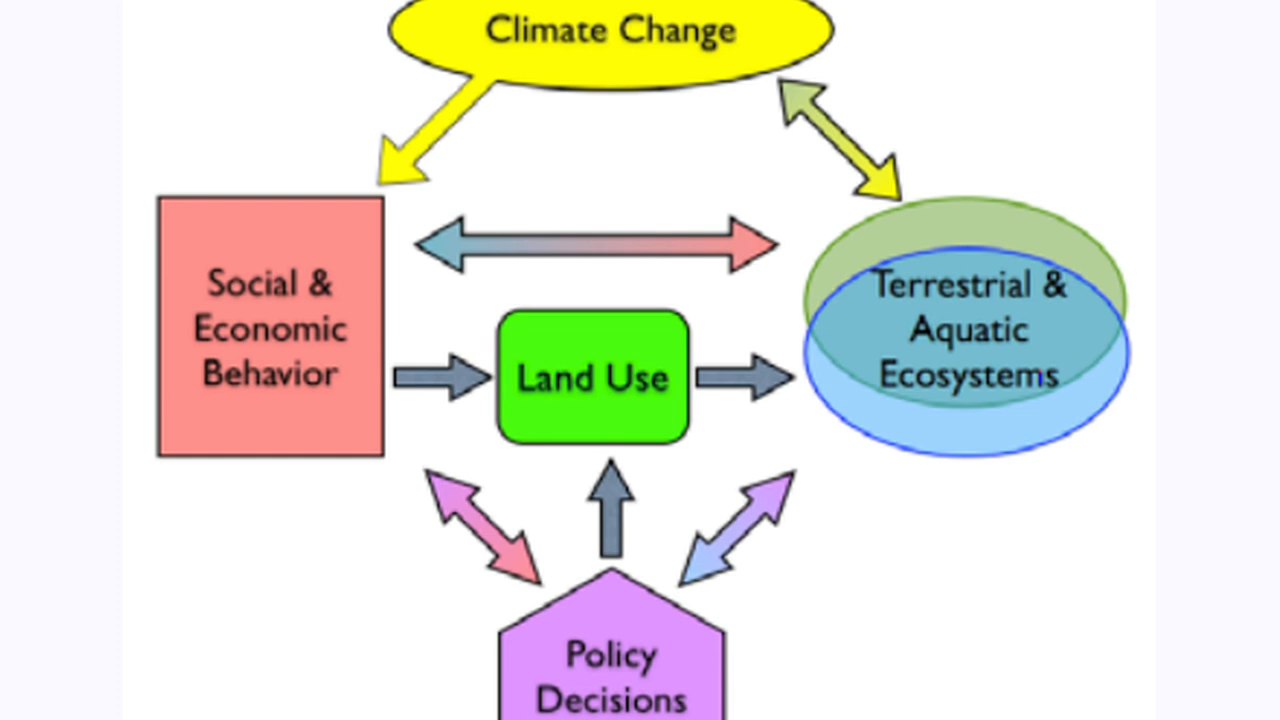 Climate Change
Social &
Economic
Behavior
Land Use
Terrestrial &
Aquatic
Ecosystems
Policy
Decisions